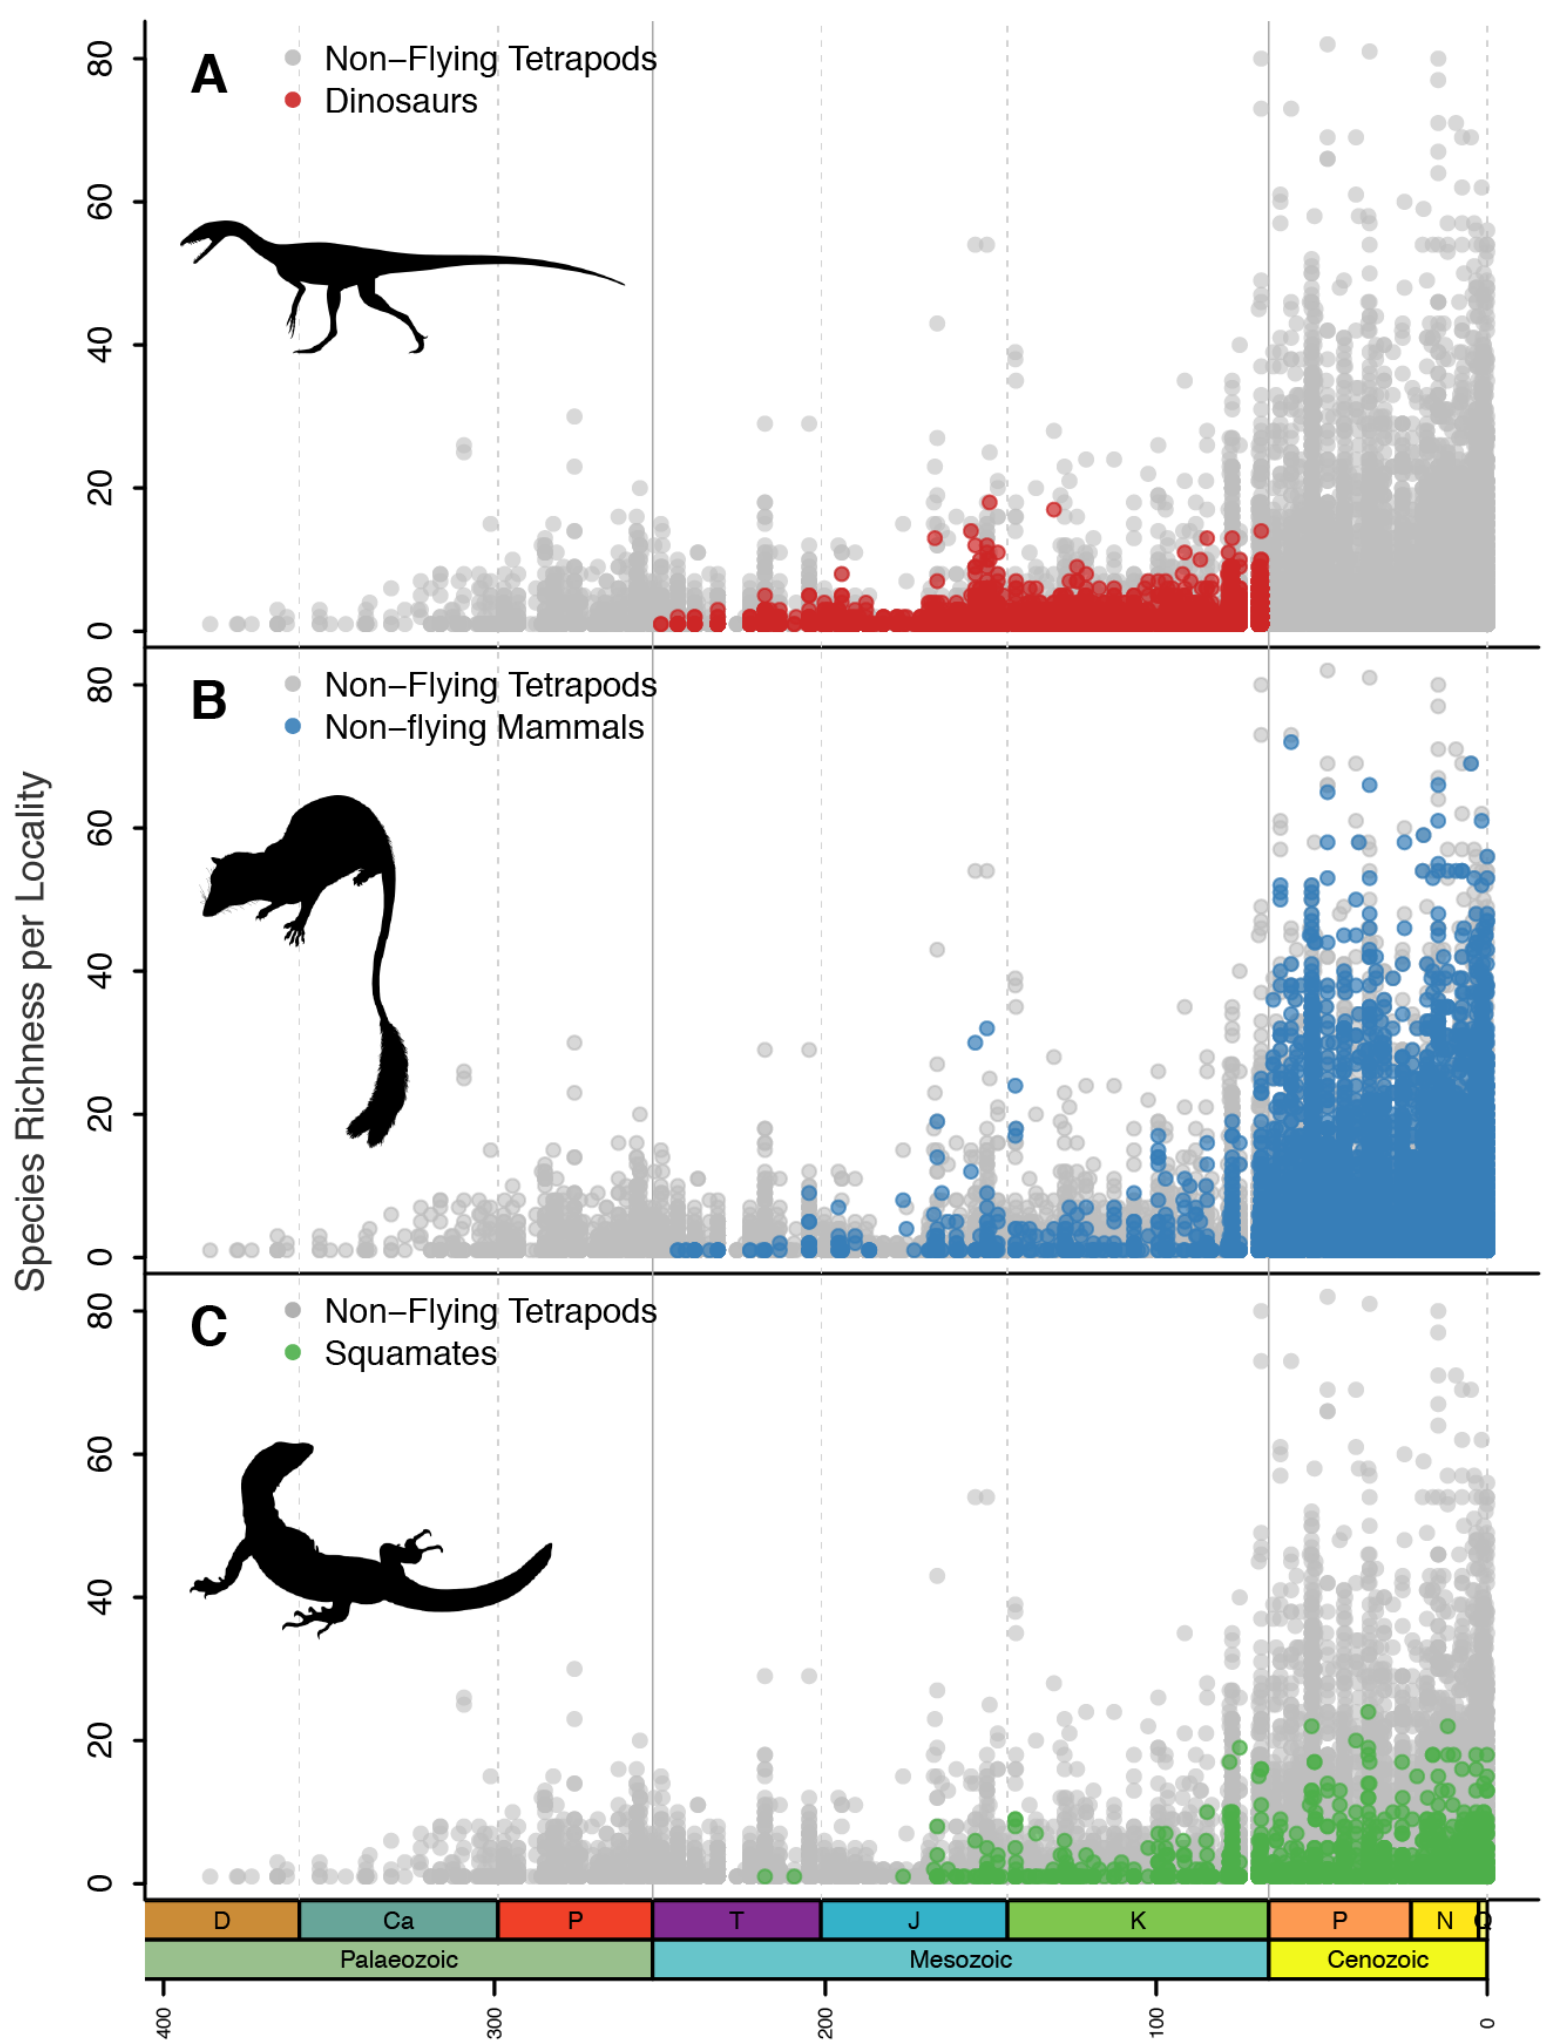 A
Non–Flying Tetrapods
Dinosaurs
80
60
40
20
0
B
Non–Flying Tetrapods
Non–flying Mammals
80
60
40
20
0
Species Richness per Locality
C
Non–Flying Tetrapods
Squamates
80
60
40
20
0
D Ca P T J K P N Q
Palaeozoic Mesozoic Cenozoic
400 300 200 100 0